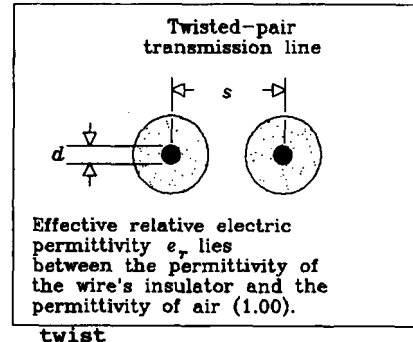 Twisted-pair
transmission line
s
d
Effective relative electric
permittivity e_r lies
between the permittivity of
the wire's insulator and the
permittivity of air (1.00).
twist